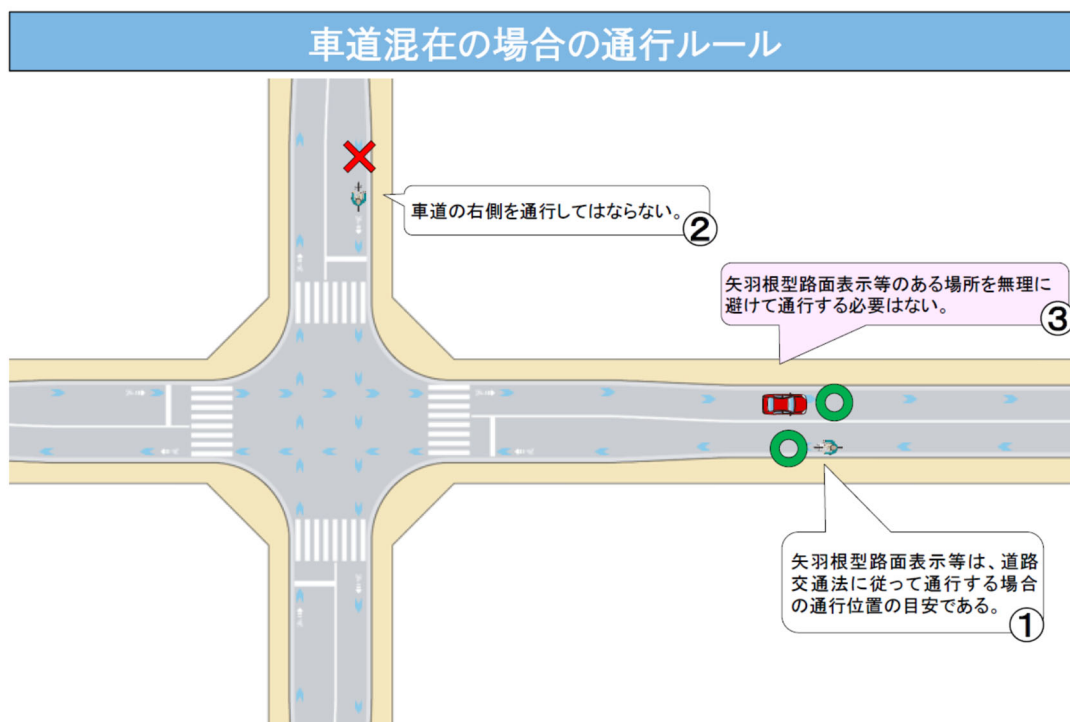 車道混在の場合の通行ルール
車道の右側を通行してはならない。
②
矢羽根型路面表示等のある場所を無理に
避けて通行する必要はない。
③
矢羽根型路面表示等は、道路
交通法に従って通行する場合
の通行位置の目安である。
①